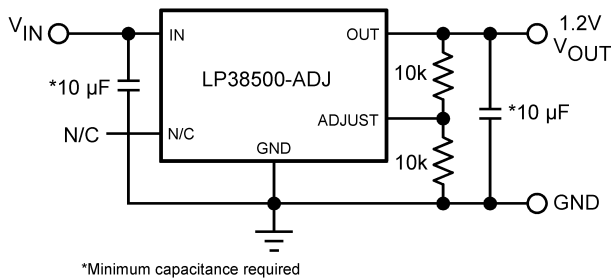 VIN
IN
OUT
1.2V
VOUT
10k
*10 µF
LP38500-ADJ
*10 µF
ADJUST
N/C
N/C
GND
10k
GND
*Minimum capacitance required